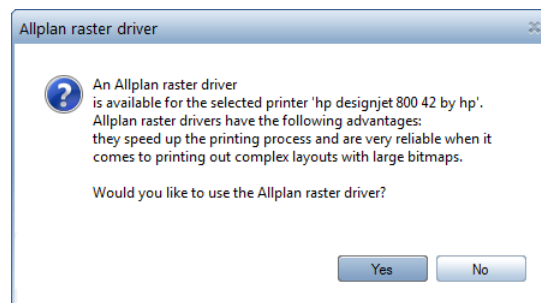 Allplan raster driver
An Allplan raster driver
is available for the selected printer 'hp designjet 800 42 by hp'.
Allplan raster drivers have the following advantages:
they speed up the printing process and are very reliable when it
comes to printing out complex layouts with large bitmaps.
Would you like to use the Allplan raster driver?
Yes No